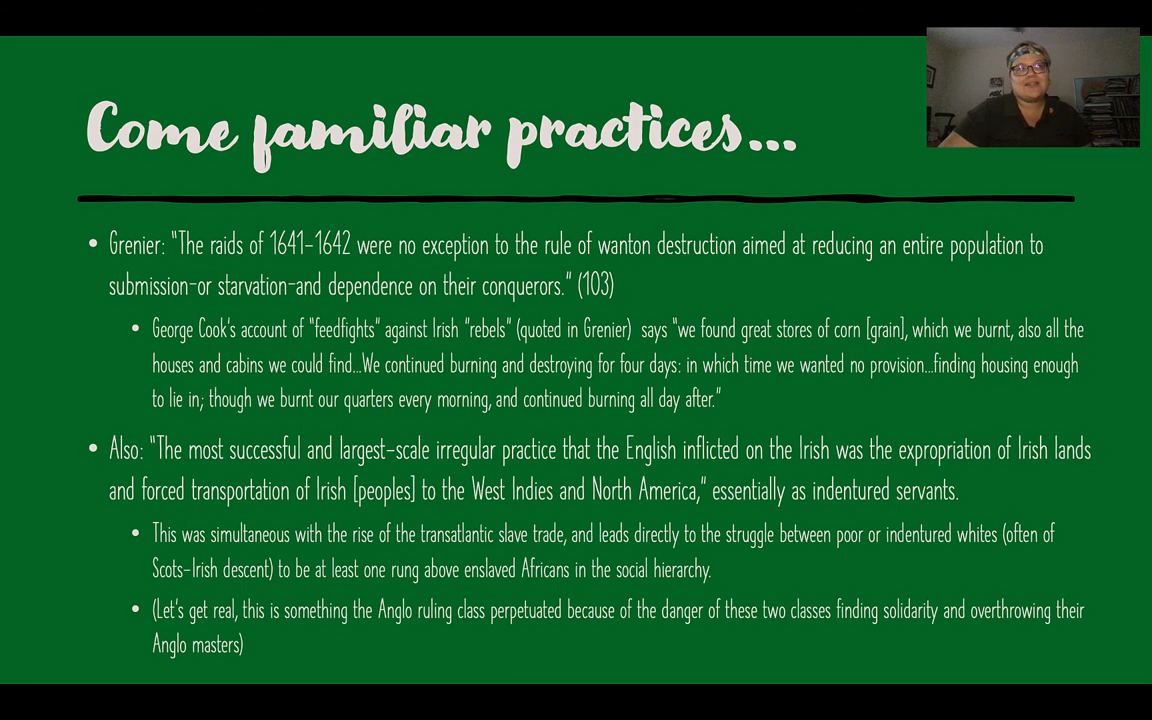 Come familiar practices...
• Grenier: "The raids of 1641-1642 were no exception to the rule of wanton destruction aimed at reducing an entire population to
submission-or starvation-and dependence on their conquerors." (103)
• George Cook's account of "feedfights" against Irish "rebels" (quoted in Grenier) says "we found great stores of corn [grain], which we burnt, also all the
houses and cabins we could find...We continued burning and destroying for four days: in which time we wanted no provision...finding housing enough
to lie in; though we burnt our quarters every morning, and continued burning all day after."
• Also: "The most successful and largest-scale irregular practice that the English inflicted on the Irish was the expropriation of Irish lands
and forced transportation of Irish [peoples] to the West Indies and North America," essentially as indentured servants.
• This was simultaneous with the rise of the transatlantic slave trade, and leads directly to the struggle between poor or indentured whites (often of
Scots-Irish descent) to be at least one rung above enslaved Africans in the social hierarchy.
• (Let's get real, this is something the Anglo ruling class perpetuated because of the danger of these two classes finding solidarity and overthrowing their
Anglo masters)